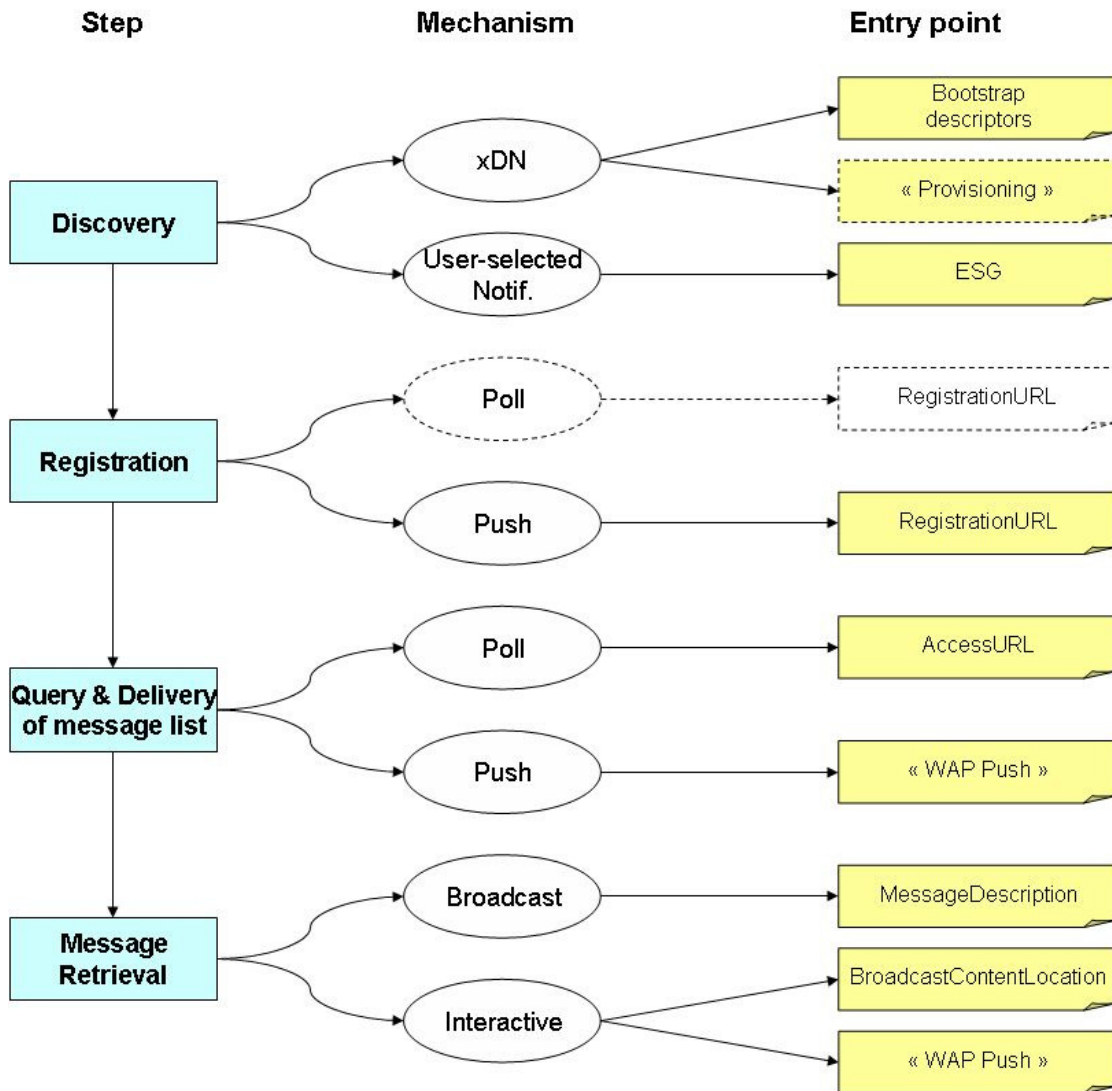 Step Mechanism Entry point
Bootstrap
descriptors
xDN
« Provisioning »
Discovery
User-selected
Notif.
ESG
Poll
RegistrationURL
Registration
Push
RegistrationURL
Poll
AccessURL
Query & Delivery
of message list
Push
« WAP Push »
Broadcast
MessageDescription
Message
Retrieval
BroadcastContentLocation
Interactive
« WAP Push »